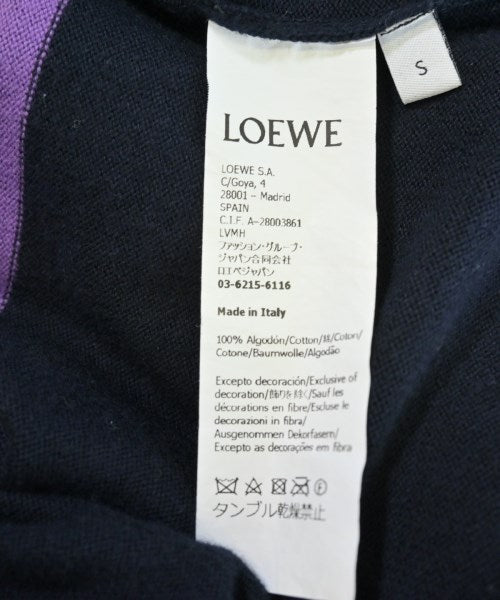 S
LOEWE
LOEWE S.A.
C/Goya, 4
28001 – Madrid
SPAIN
C.I.F. A-28003861
LVMH
ファッション・グループ・
ジャパン合同会社
ロエベジャパン
03-6215-6116
Made in Italy
100% Algodón/Cotton/綿/Coton/
Cotone/Baumwolle/Algodão
Excepto decoración/Exclusive of
decoration/飾りを除く/Sauf les
décorations en fibre/Escluse le
decorazioni in fibra/
Ausgenommen Dekorfasern/
Excepto as decorações em fibra
タンブル乾燥禁止